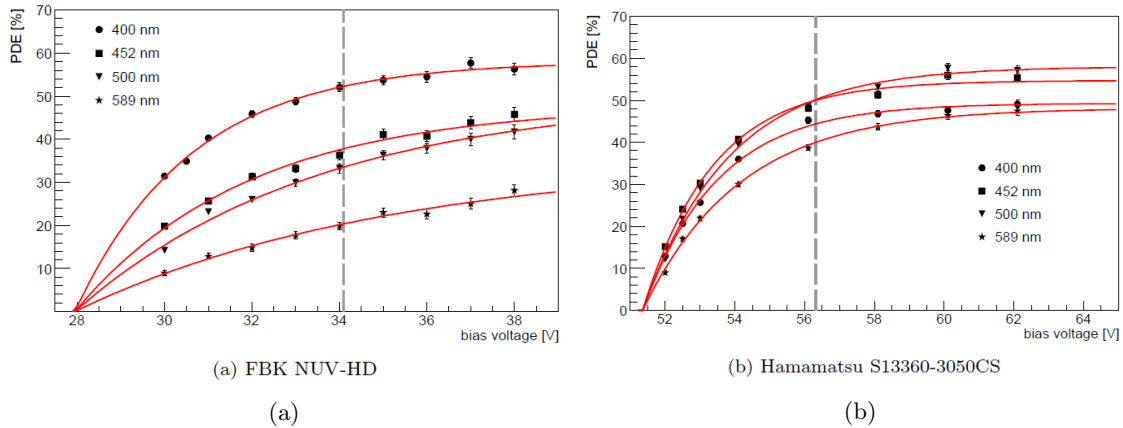 PDE [%]
70
60
50
40
30
20
10
400 nm
452 nm
500 nm
589 nm
28 30 32 34 36 38
bias voltage [V]
(a) FBK NUV-HD
(a)
PDE [%]
70
60
50
40
30
20
10
0
400 nm
452 nm
500 nm
589 nm
52 54 56 58 60 62 64
bias voltage [V]
(b) Hamamatsu S13360-3050CS
(b)